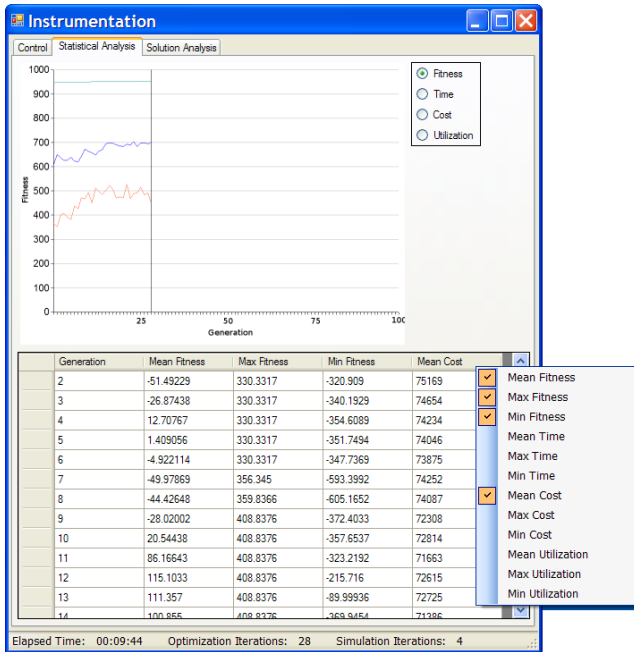 Instrumentation
Control Statistical Analysis Solution Analysis
1000
900
800
700
600
500
400
300
200
100
0
Fitness
25 50 75 100
Generation
Fitness
Time
Cost
Utilization
Generation Mean Fitness Max Fitness Min Fitness Mean Cost
2 -51.49229 330.3317 -320.909 75169
3 -26.87438 330.3317 -340.1929 74654
4 12.70767 330.3317 -354.6089 74234
5 1.409056 330.3317 -351.7494 74046
6 -4.922114 330.3317 -347.7369 73875
7 -49.97869 356.345 -593.3992 74252
8 -44.42648 359.8366 -605.1652 74087
9 -28.02002 408.8376 -372.4033 72308
10 20.54438 408.8376 -357.6537 72814
11 86.16643 408.8376 -323.2192 71663
12 115.1033 408.8376 -215.716 72615
13 111.357 408.8376 -89.99936 72725
14 100.855 408.8376 -369.9454 71386
Mean Fitness
Max Fitness
Min Fitness
Mean Time
Max Time
Min Time
Mean Cost
Max Cost
Min Cost
Mean Utilization
Max Utilization
Min Utilization
Elapsed Time: 00:09:44 Optimization Iterations: 28 Simulation Iterations: 4